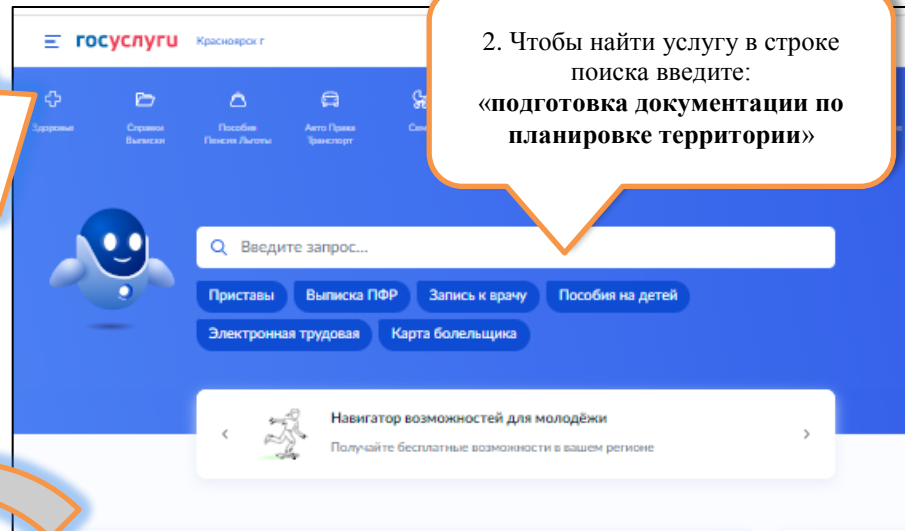 госуслуги Красноярск г
2. Чтобы найти услугу в строке
поиска введите:
«подготовка документации по
планировке территории»
Здоровье
Справки
Выписки
Пособия
Пенсия Льготы
Авто Права
Транспорт
Введите запрос...
Приставы
Выписка ПФР
Запись к врачу
Пособия на детей
Электронная трудовая
Карта болельщика
Навигатор возможностей для молодёжи
Получайте бесплатные возможности в вашем регионе